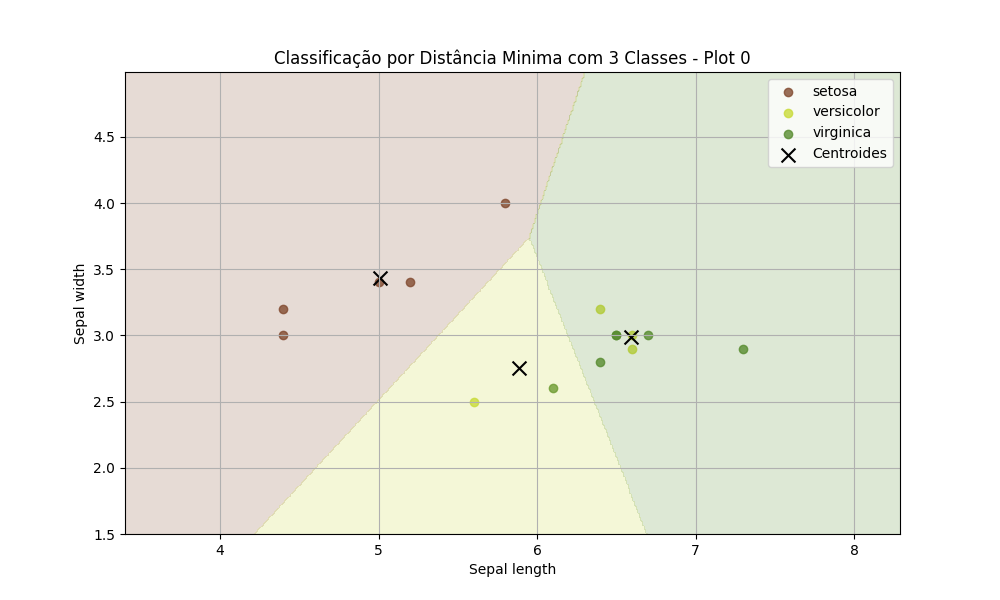 Classificação por Distância Minima com 3 Classes - Plot 0
setosa
versicolor
virginica
Centroides
Sepal width
4.5
4.0
3.5
3.0
2.5
2.0
1.5
4 5 6 7 8
Sepal length